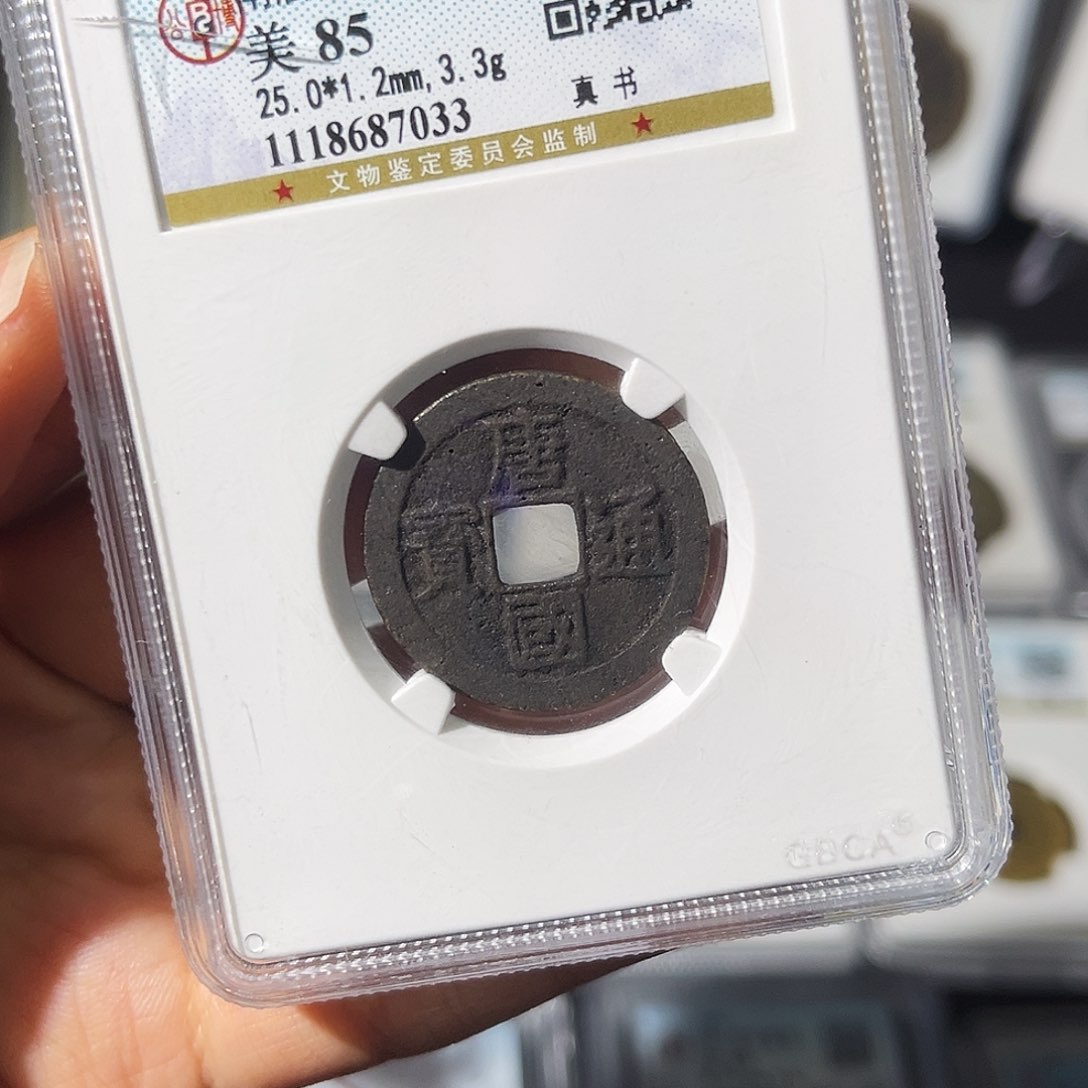 美 85
25.0*1.2mm,3.3g
真书
1118687033
★ 文物鉴定委员会监制 ★
唐國通寶
GBCA®